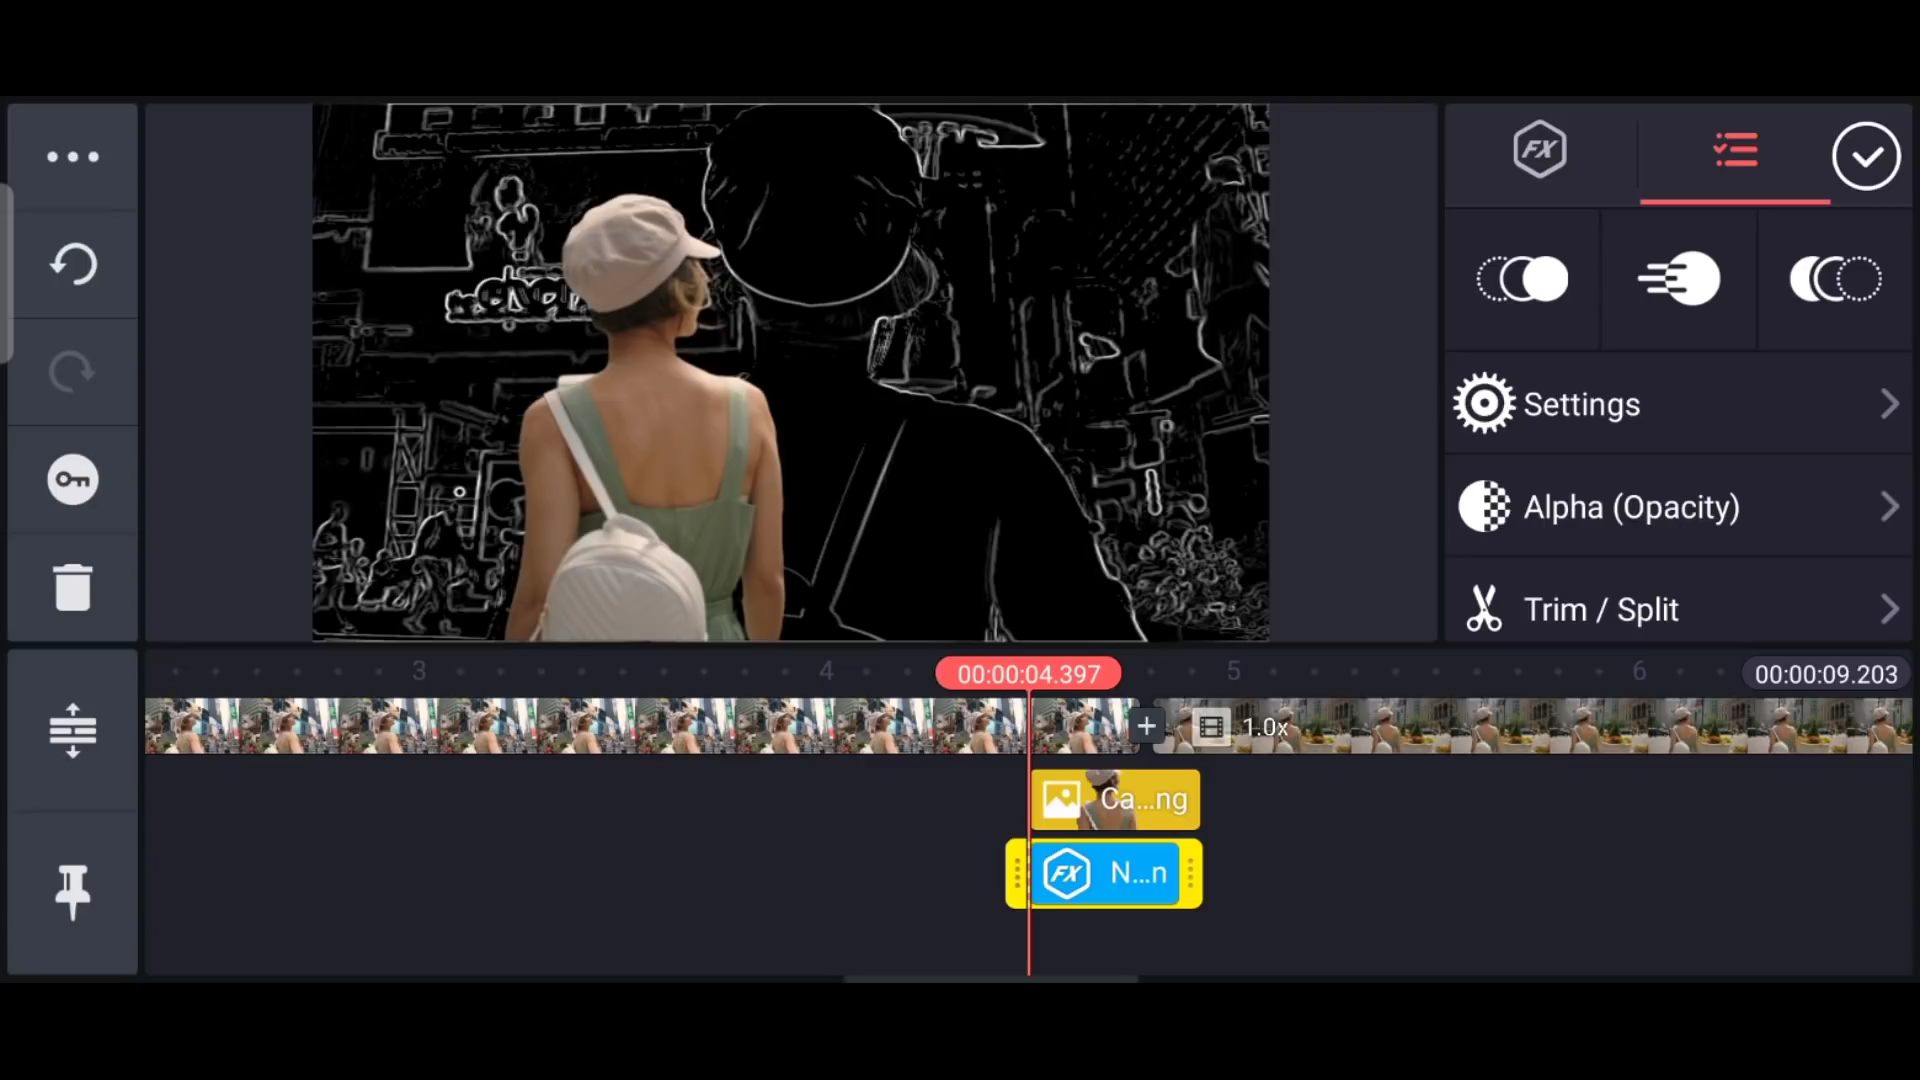 FX
Settings
Alpha (Opacity)
Trim / Split
3
4
00:00:04.397
5
6
00:00:09.203
1.0x
Ca...ng
FX
N...n